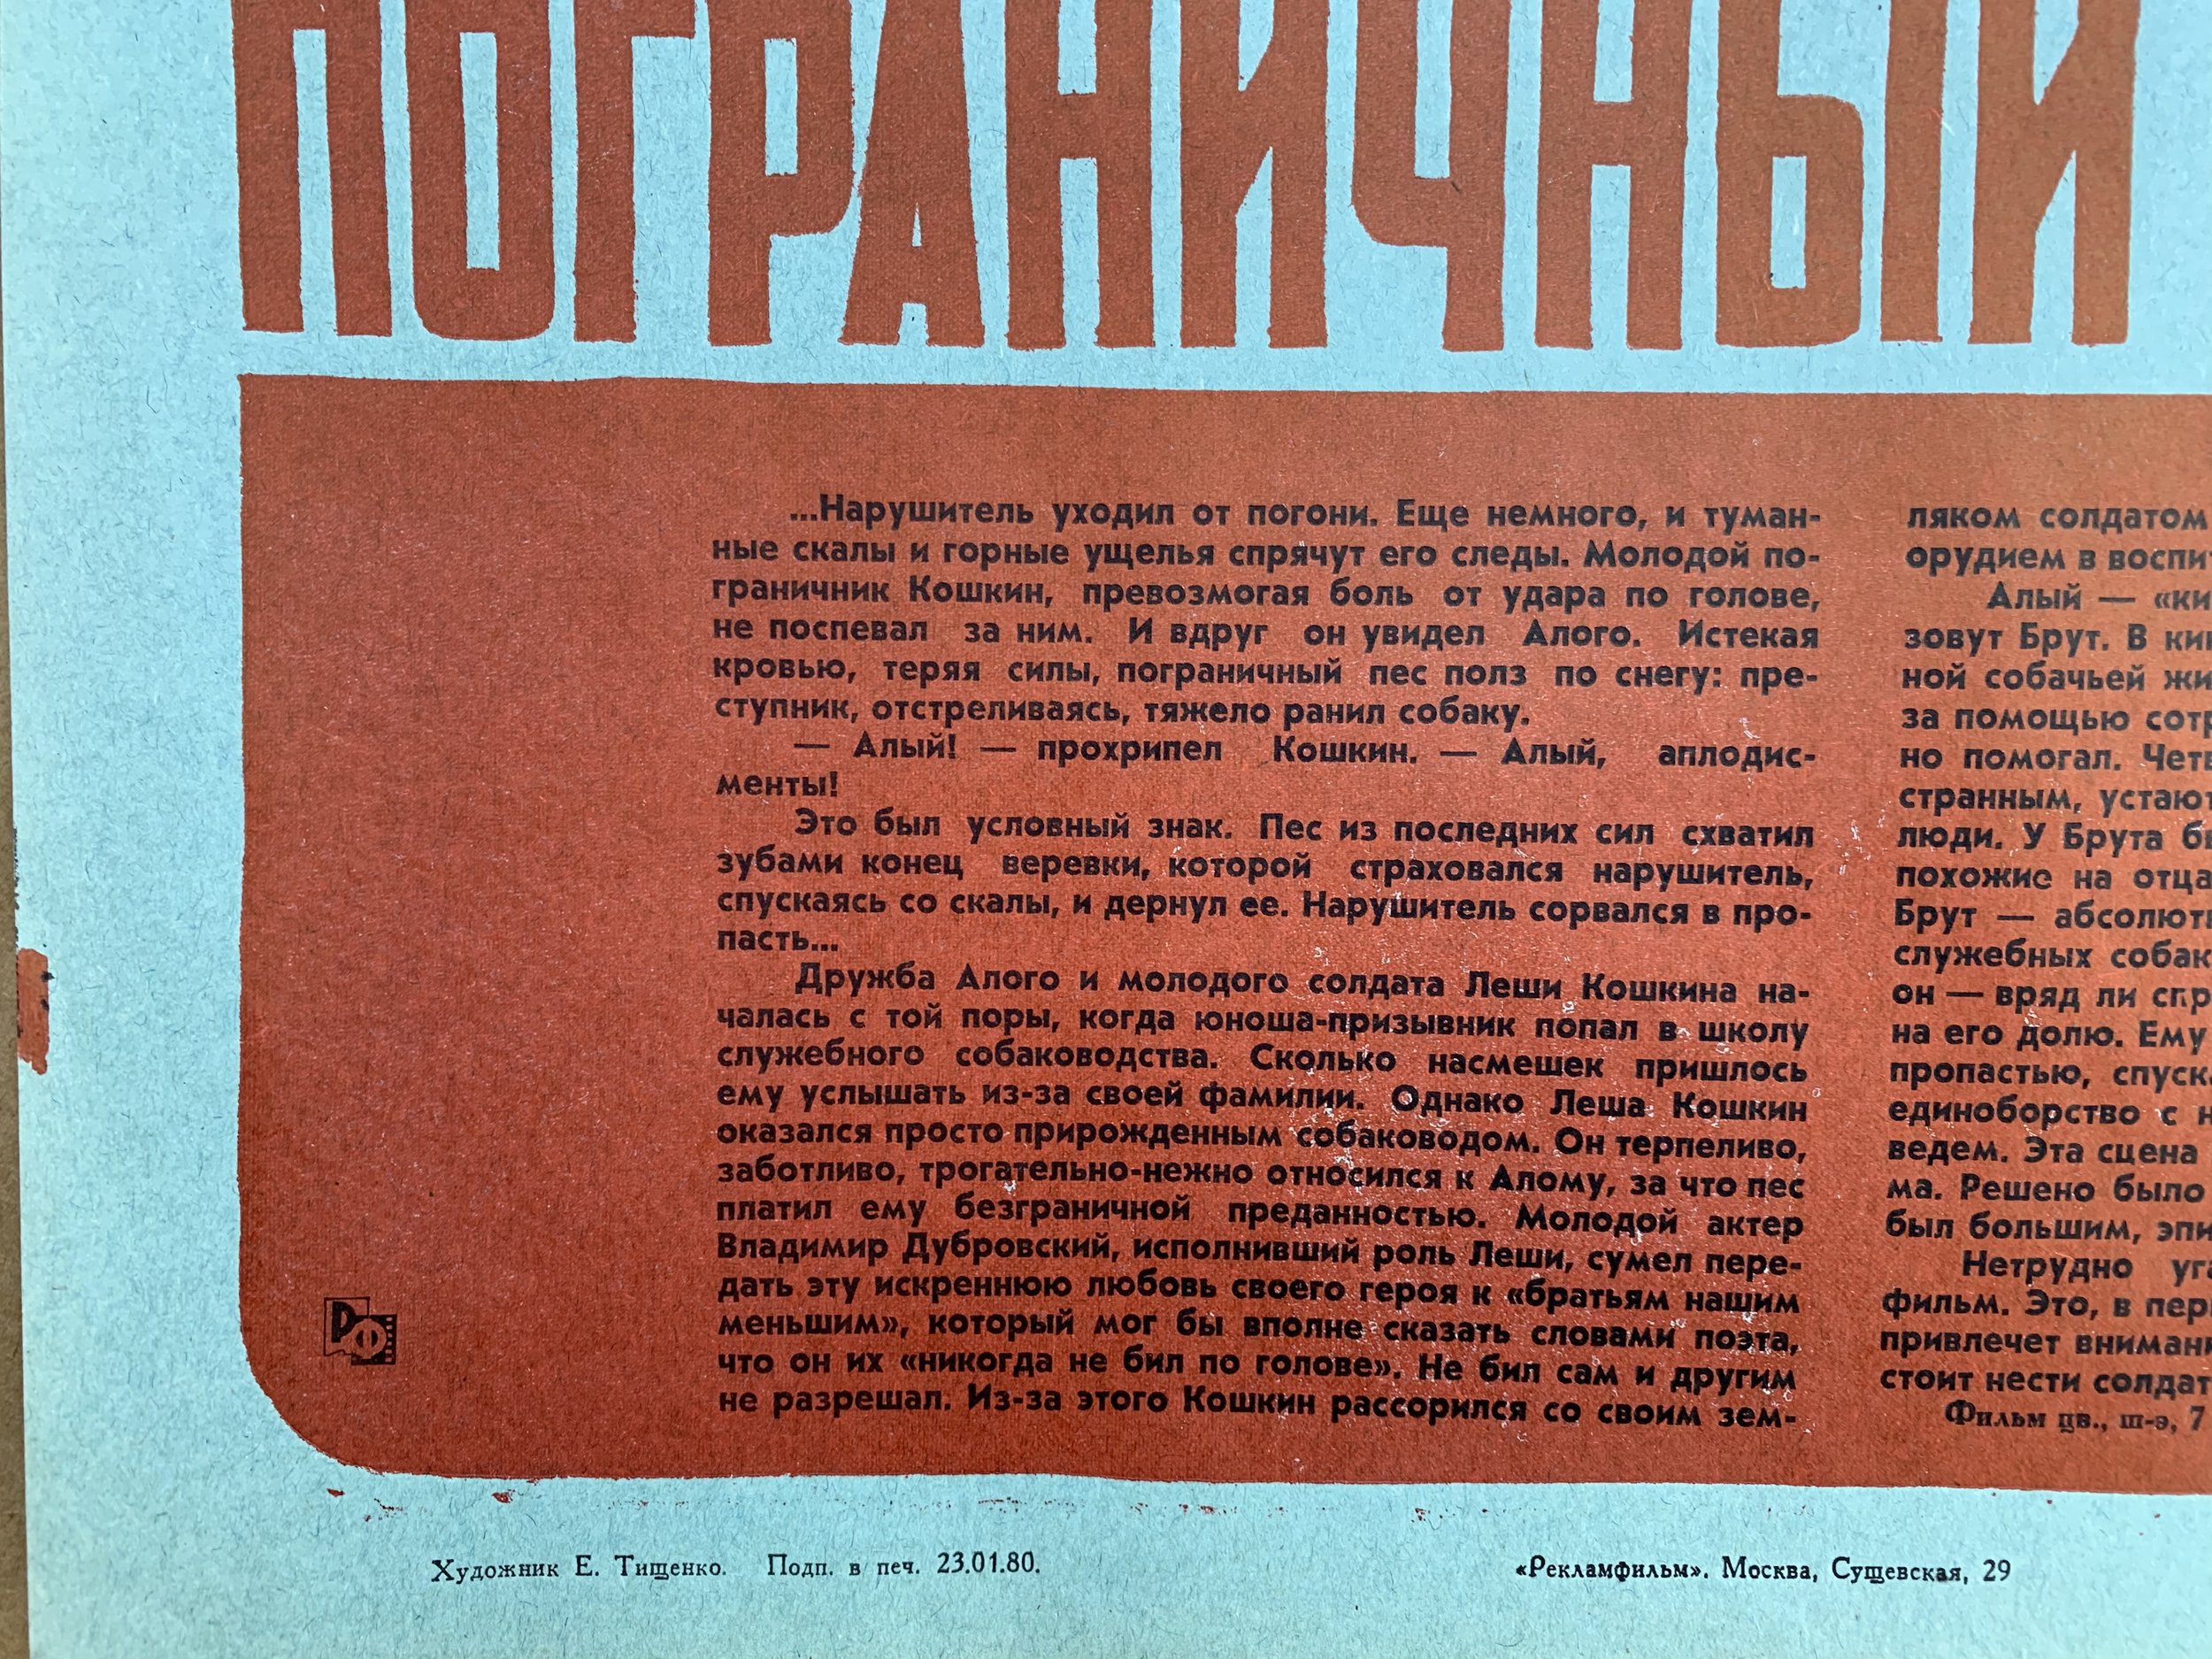 ПОГРАНИЧНЫЙ
...Нарушитель уходил от погони. Еще немного, и туман-
ные скалы и горные ущелья спрячут его следы. Молодой по-
граничник Кошкин, превозмогая боль от удара по голове,
не поспевал за ним. И вдруг он увидел Алого. Истекая
кровью, теряя силы, пограничный пес полз по снегу: пре-
ступник, отстреливаясь, тяжело ранил собаку.
— Алый! — прохрипел Кошкин. — Алый, аплодис-
менты!
Это был условный знак. Пес из последних сил схватил
зубами конец веревки, которой страховался нарушитель,
спускаясь со скалы, и дернул ее. Нарушитель сорвался в про-
пасть...
Дружба Алого и молодого солдата Леши Кошкина на-
чалась с той поры, когда юноша-призывник попал в школу
служебного собаководства. Сколько насмешек пришлось
ему услышать из-за своей фамилии. Однако Леша Кошкин
оказался просто прирожденным собаководом. Он терпеливо,
заботливо, трогательно-нежно относился к Алому, за что пес
платил ему безграничной преданностью. Молодой актер
Владимир Дубровский, исполнивший роль Леши, сумел пере-
дать эту искреннюю любовь своего героя к «братьям нашим
меньшим», который мог бы вполне сказать словами поэта,
что он их «никогда не бил по голове». Не бил сам и другим
не разрешал. Из-за этого Кошкин рассорился со своим зем-
ляком солдатом
орудием в воспи
Алый — «ки
зовут Брут. В ки
ной собачьей жи
за помощью сот
но помогал. Чет
странным, устаю
люди. У Брута б
похожие на отца
Брут — абсолют
служебных собак
он — вряд ли спр
на его долю. Ему
пропастью, спуск
единоборство с н
ведем. Эта сцена
ма. Решено было
был большим, эпи
Нетрудно уг
фильм. Это, в пер
привлечет вниман
стоит нести солдат
Фильм цв., ш-э, 7
РФ
Художник Е. Тищенко. Подп. в печ. 23.01.80.
«Рекламфильм». Москва, Сущевская, 29